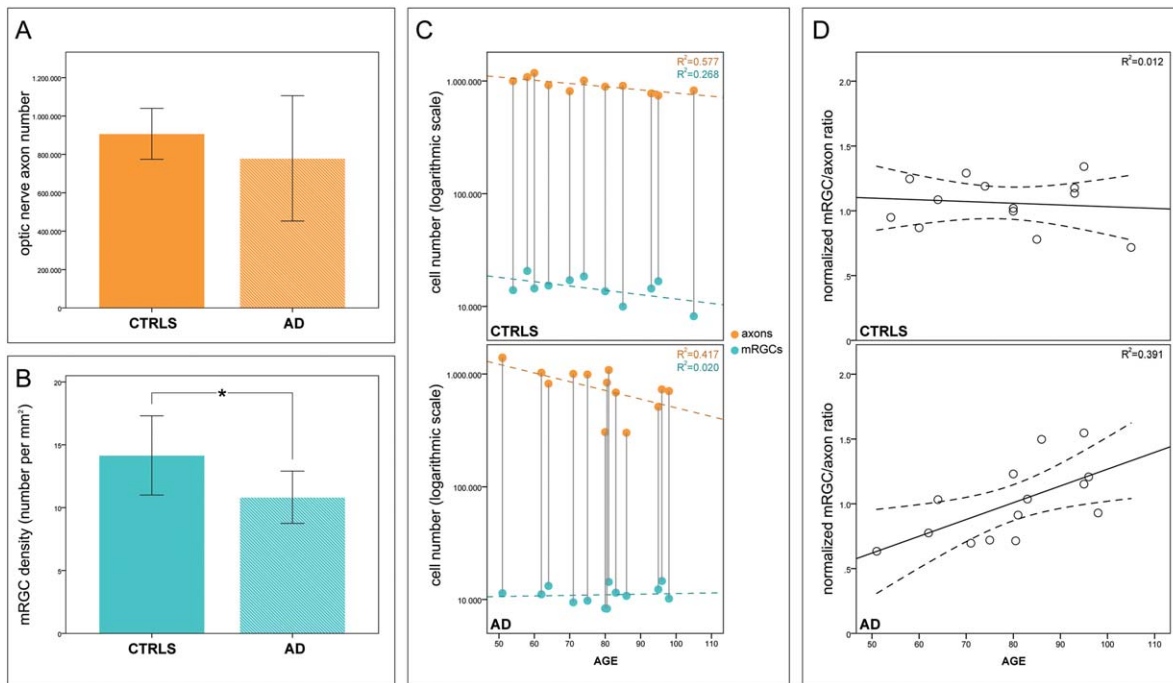 A
optic nerve axon number
1.200.000
1.000.000
800.000
600.000
400.000
200.000
0
CTRLS AD
B
mRGC density (number per mm²)
20
15
10
5
0
*
CTRLS AD
C
cell number (logarithmic scale)
1.000.000
100.000
10.000
R²=0.577
R²=0.268
CTRLS
axons
mRGCs
cell number (logarithmic scale)
1.000.000
100.000
10.000
R²=0.417
R²=0.020
AD
50 60 70 80 90 100 110
AGE
D
normalized mRGC/axon ratio
2.0
1.5
1.0
.5
0
R²=0.012
CTRLS
normalized mRGC/axon ratio
2.0
1.5
1.0
.5
0
R²=0.391
AD
50 60 70 80 90 100 110
AGE